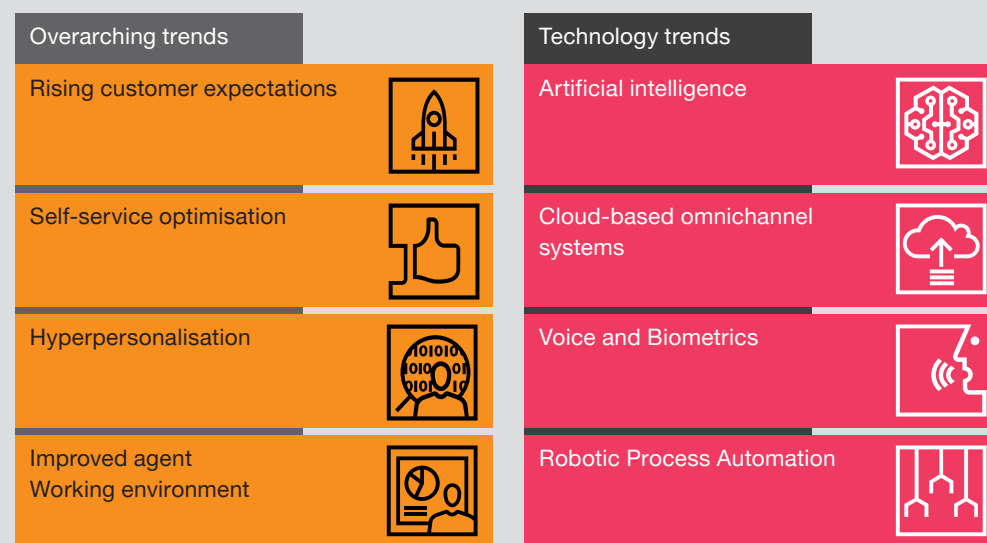 Overarching trends
Rising customer expectations
Self-service optimisation
Hyperpersonalisation
Improved agent
Working environment
Technology trends
Artificial intelligence
Cloud-based omnichannel
systems
Voice and Biometrics
Robotic Process Automation